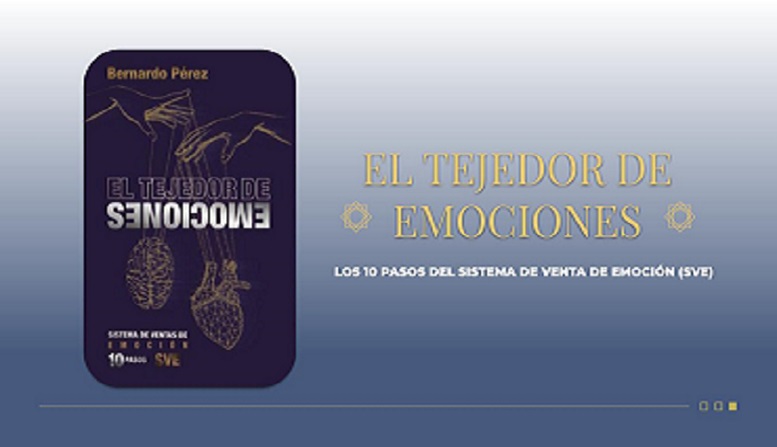 Bernardo Pérez
EL TEJEDOR DE
EMOCIONES
SISTEMA DE VENTAS DE
EMOCIÓN
10 PASOS SVE
EL TEJEDOR DE
EMOCIONES
LOS 10 PASOS DEL SISTEMA DE VENTA DE EMOCIÓN (SVE)